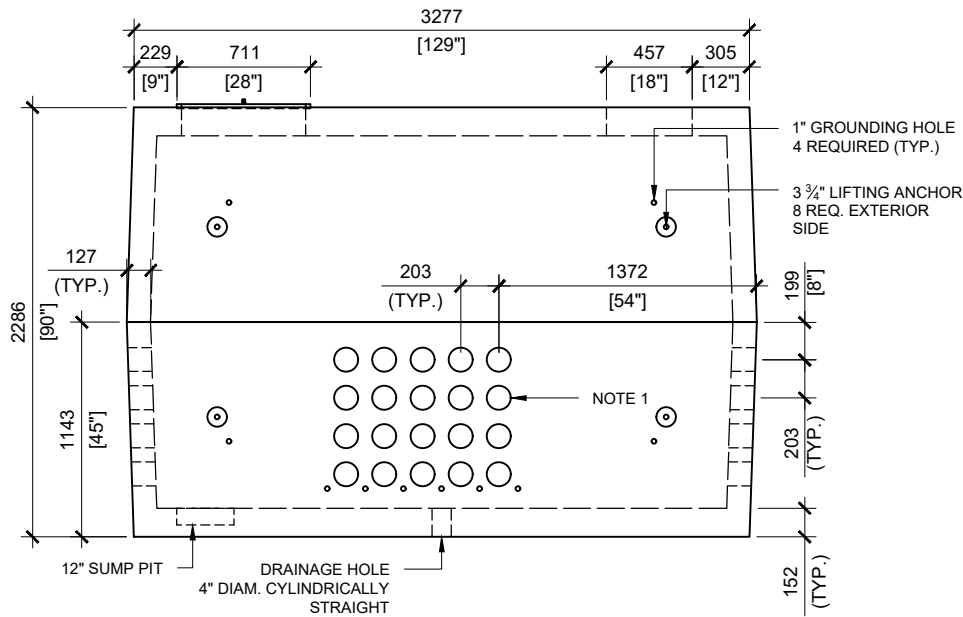 3277
[129"]
229
[9"]
711
[28"]
457
[18"]
305
[12"]
1" GROUNDING HOLE
4 REQUIRED (TYP.)
3 ¾" LIFTING ANCHOR
8 REQ. EXTERIOR
SIDE
127
(TYP.)
203
(TYP.)
1372
[54"]
199
[8"]
2286
[90"]
1143
[45"]
NOTE 1
203
(TYP.)
12" SUMP PIT
DRAINAGE HOLE
4" DIAM. CYLINDRICALLY
STRAIGHT
152
(TYP.)